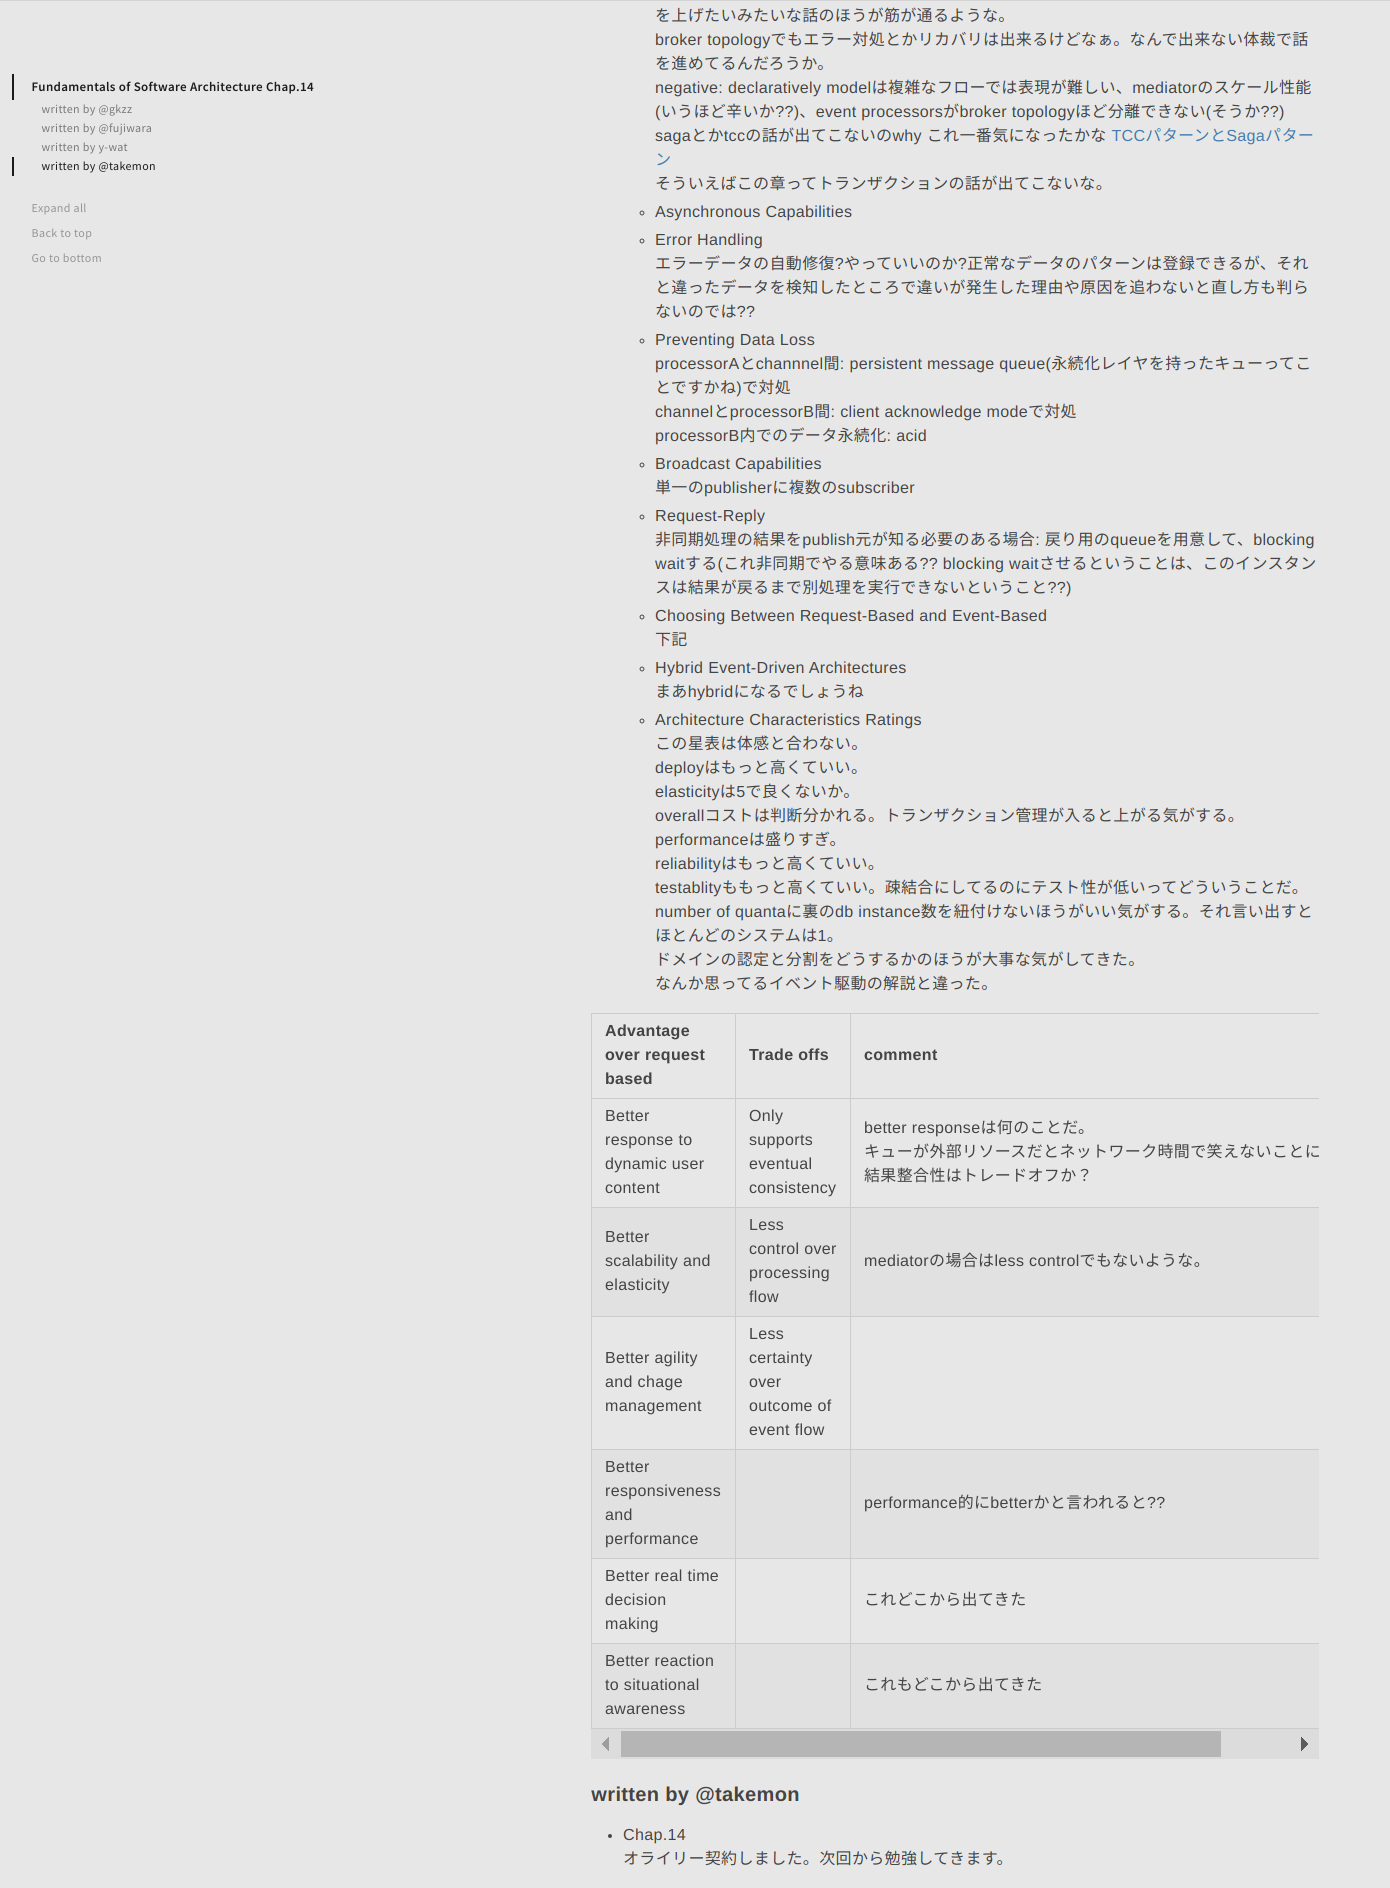 Fundamentals of Software Architecture Chap.14
written by @gkzz
written by @fujiwara
written by y-wat
written by @takemon
Expand all
Back to top
Go to bottom
を上げたいみたいな話のほうが筋が通るような。
broker topologyでもエラー対処とかリカバリは出来るけどなぁ。なんで出来ない体裁で話
を進めてるんだろうか。
negative: declaratively modelは複雑なフローでは表現が難しい、mediatorのスケール性能
(いうほど辛いか??)、event processorsがbroker topologyほど分離できない(そうか??)
sagaとかtccの話が出てこないのwhy これ一番気になったかな TCCパターンとSagaパター
ン
そういえばこの章ってトランザクションの話が出てこないな。
Asynchronous Capabilities
Error Handling
エラーデータの自動修復?やっていいのか?正常なデータのパターンは登録できるが、それ
と違ったデータを検知したところで違いが発生した理由や原因を追わないと直し方も判ら
ないのでは??
Preventing Data Loss
processorAとchannnel間: persistent message queue(永続化レイヤを持ったキューってこ
とですかね)で対処
channelとprocessorB間: client acknowledge modeで対処
processorB内でのデータ永続化: acid
Broadcast Capabilities
単一のpublisherに複数のsubscriber
Request-Reply
非同期処理の結果をpublish元が知る必要のある場合: 戻り用のqueueを用意して、blocking
waitする(これ非同期でやる意味ある?? blocking waitさせるということは、このインスタン
スは結果が戻るまで別処理を実行できないということ??)
Choosing Between Request-Based and Event-Based
下記
Hybrid Event-Driven Architectures
まあhybridになるでしょうね
Architecture Characteristics Ratings
この星表は体感と合わない。
deployはもっと高くていい。
elasticityは5で良くないか。
overallコストは判断分かれる。トランザクション管理が入ると上がる気がする。
performanceは盛りすぎ。
reliabilityはもっと高くていい。
testablityももっと高くていい。疎結合にしてるのにテスト性が低いってどういうことだ。
number of quantaに裏のdb instance数を紐付けないほうがいい気がする。それ言い出すと
ほとんどのシステムは1。
ドメインの認定と分割をどうするかのほうが大事な気がしてきた。
なんか思ってるイベント駆動の解説と違った。
Advantage
over request
based
Trade offs
comment
Better
response to
dynamic user
content
Only
supports
eventual
consistency
better responseは何のことだ。
キューが外部リソースだとネットワーク時間で笑えないことに
結果整合性はトレードオフか？
Better
scalability and
elasticity
Less
control over
processing
flow
mediatorの場合はless controlでもないような。
Better agility
and chage
management
Less
certainty
over
outcome of
event flow
Better
responsiveness
and
performance
performance的にbetterかと言われると??
Better real time
decision
making
これどこから出てきた
Better reaction
to situational
awareness
これもどこから出てきた
written by @takemon
Chap.14
オライリー契約しました。次回から勉強してきます。